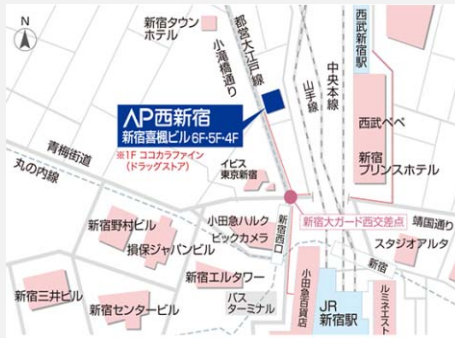 N
新宿タウン
ホテル
都営大江戸線
小滝橋通り
西武新宿駅
中央本線
山手線
AP西新宿
新宿喜楓ビル6F・5F・4F
※1F ココカラファイン
（ドラッグストア）
西武ペペ
新宿
プリンスホテル
イビス
東京新宿
青梅街道
丸の内線
新宿大ガード西交差点
靖国通り
スタジオアルタ
新宿野村ビル
損保ジャパンビル
小田急ハルク
ビックカメラ
新宿西口
新宿
新宿エルタワー
バス
ターミナル
小田急百貨店
JR
新宿駅
ルミネエスト
新宿三井ビル
新宿センタービル